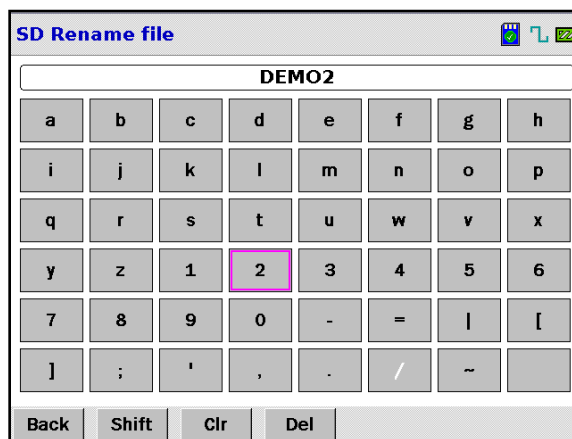 SD Rename file
DEMO2
a b c d e f g h
i j k l m n o p
q r s t u w v x
y z 1 2 3 4 5 6
7 8 9 0 - = | [
] ; ' , . / ~
Back Shift Clr Del